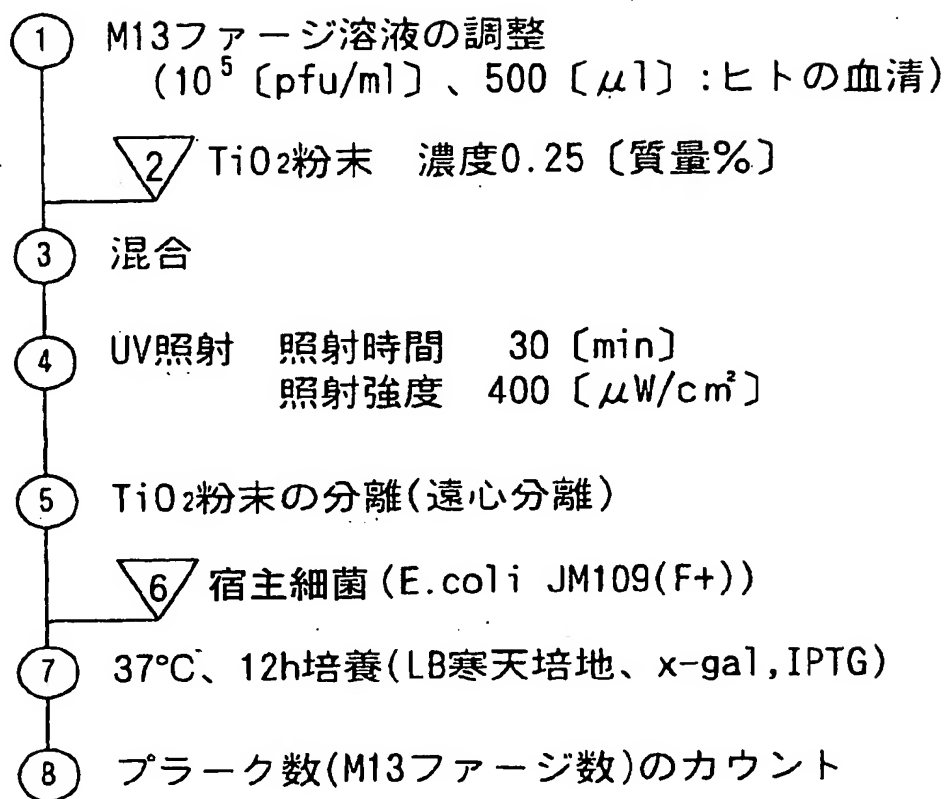 1 M13ファージ溶液の調整
(10⁵〔pfu/ml〕、500〔μl〕:ヒトの血清)
2 TiO₂粉末 濃度0.25〔質量%〕
3 混合
4 UV照射 照射時間 30〔min〕
照射強度 400〔μW/cm²〕
5 TiO₂粉末の分離(遠心分離)
6 宿主細菌(E.coli JM109(F+))
7 37°C、12h培養(LB寒天培地、x-gal,IPTG)
8 プラーク数(M13ファージ数)のカウント